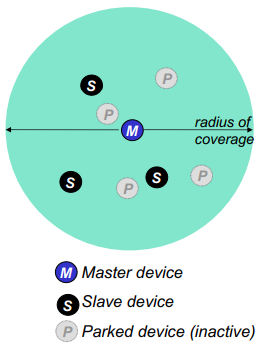 P
S
P
radius of
M
coverage
S
S
P
P
M Master device
S Slave device
P Parked device (inactive)